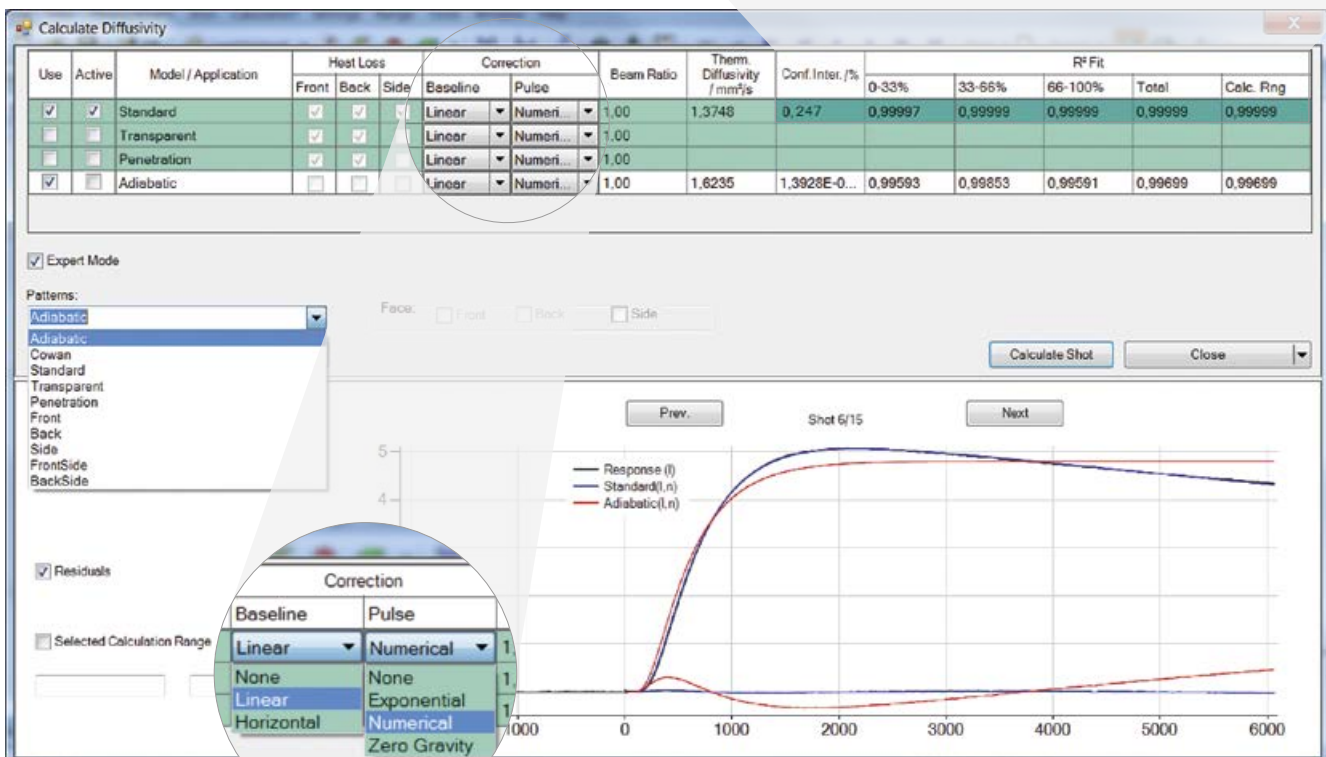 Calculate Diffusivity
Use Active Model / Application Heat Loss Correction Beam Ratio Therm. Diffusivity / mm²/s Conf.Inter. /% R² Fit
Front Back Side Baseline Pulse 0-33% 33-66% 66-100% Total Calc. Rng
Standard Linear Numeri... 1,00 1,3748 0,247 0,99997 0,99999 0,99999 0,99999 0,99999
Transparent Linear Numeri... 1,00
Penetration Linear Numeri... 1,00
Adiabatic Linear Numeri... 1,00 1,6235 1,3928E-0... 0,99593 0,99853 0,99591 0,99699 0,99699
Expert Mode
Patterns:
Adiabatic
Face: Front Back Side
Adiabatic
Cowan
Standard
Transparent
Penetration
Front
Back
Side
FrontSide
BackSide
Calculate Shot Close
Prev. Shot 6/15 Next
5
4
Response (l)
Standard(l,n)
Adiabatic(l,n)
Residuals
Selected Calculation Range
Correction
Baseline Pulse
Linear Numerical 1,
None None 1,
Linear Exponential
Horizontal Numerical 1
Zero Gravity
1000 0 1000 2000 3000 4000 5000 6000